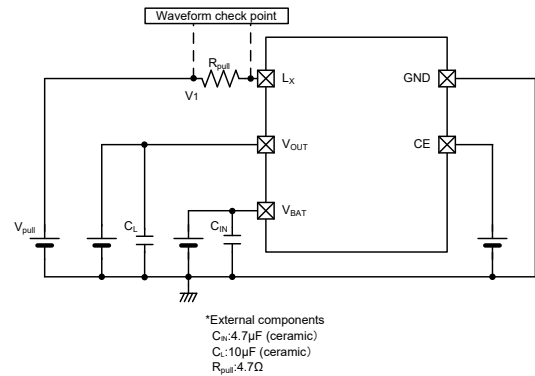 Waveform check point
Rpull
V1
LX
GND
VOUT
CE
VBAT
Vpull
CL
CIN
*External components
CIN:4.7μF (ceramic）
CL:10μF (ceramic)
Rpull:4.7Ω